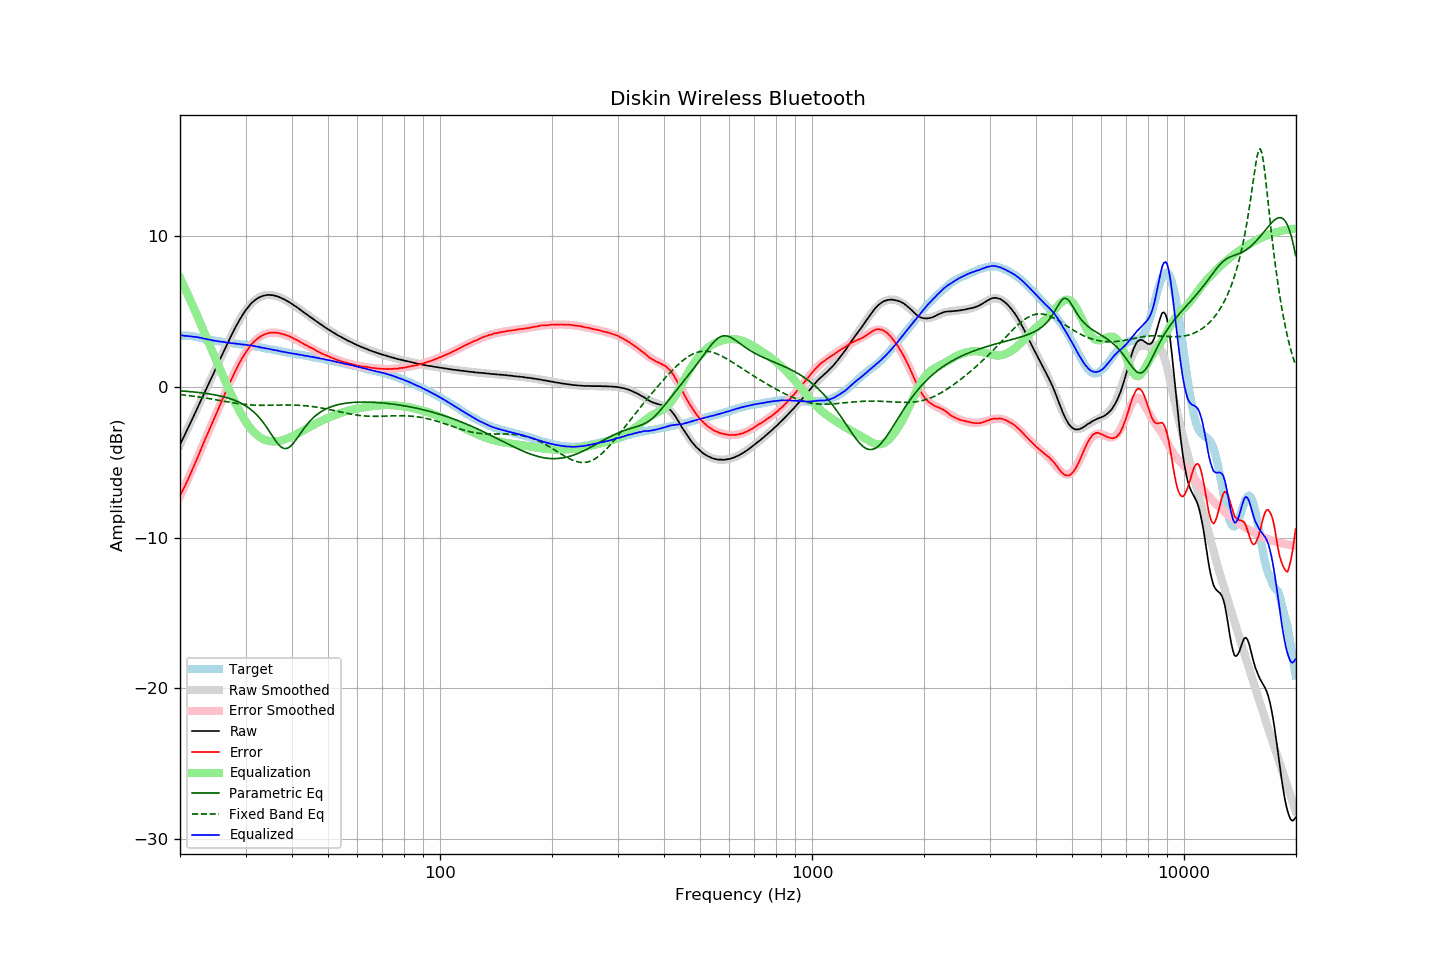 Diskin Wireless Bluetooth
Amplitude (dBr)
10
0
−10
−20
−30
Target
Raw Smoothed
Error Smoothed
Raw
Error
Equalization
Parametric Eq
Fixed Band Eq
Equalized
100
1000
10000
Frequency (Hz)